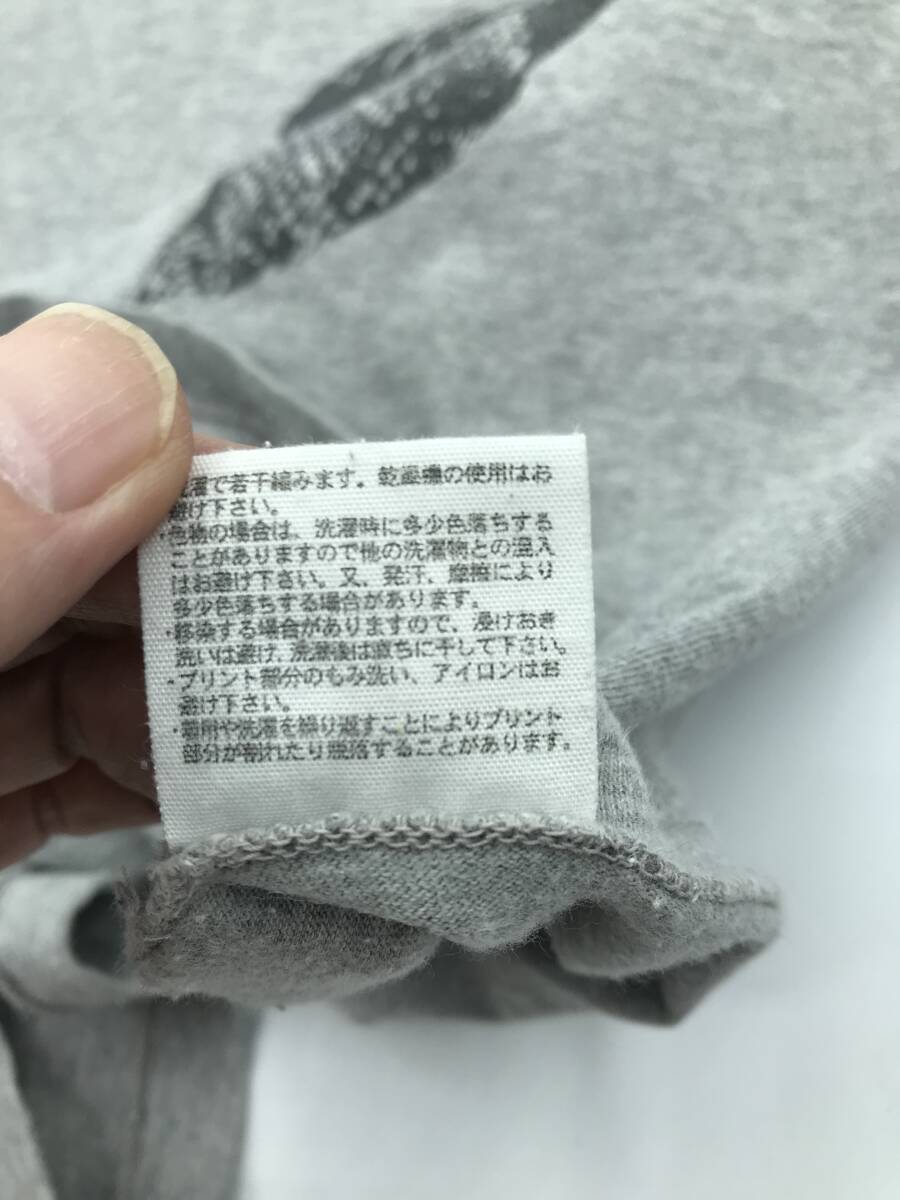 洗濯で若干縮みます。乾燥機の使用はお
避け下さい。
・色物の場合は、洗濯時に多少色落ちする
ことがありますので他の洗濯物との混入
はお避け下さい。又、発汗、摩擦により
多少色落ちする場合があります。
・移染する場合がありますので、浸けおき
洗いは避け、洗濯後は直ちに干して下さい。
・プリント部分のもみ洗い、アイロンはお
避け下さい。
・着用や洗濯を繰り返すことによりプリント
部分が割れたり脱落することがあります。